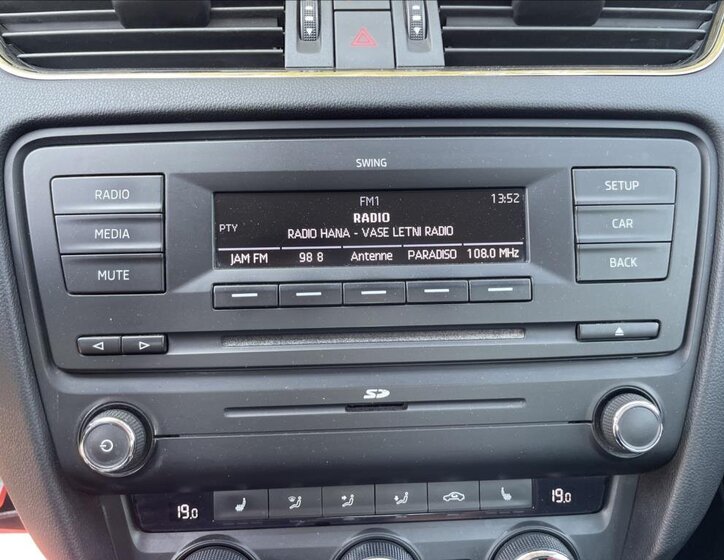 SWING
RADIO
MEDIA
MUTE
FM1 13:52
RADIO
PTY
RADIO HANA - VASE LETNI RADIO
JAM FM 98 8 Antenne PARADISO 108.0 MHz
SETUP
CAR
BACK
SD
19.0 19.0